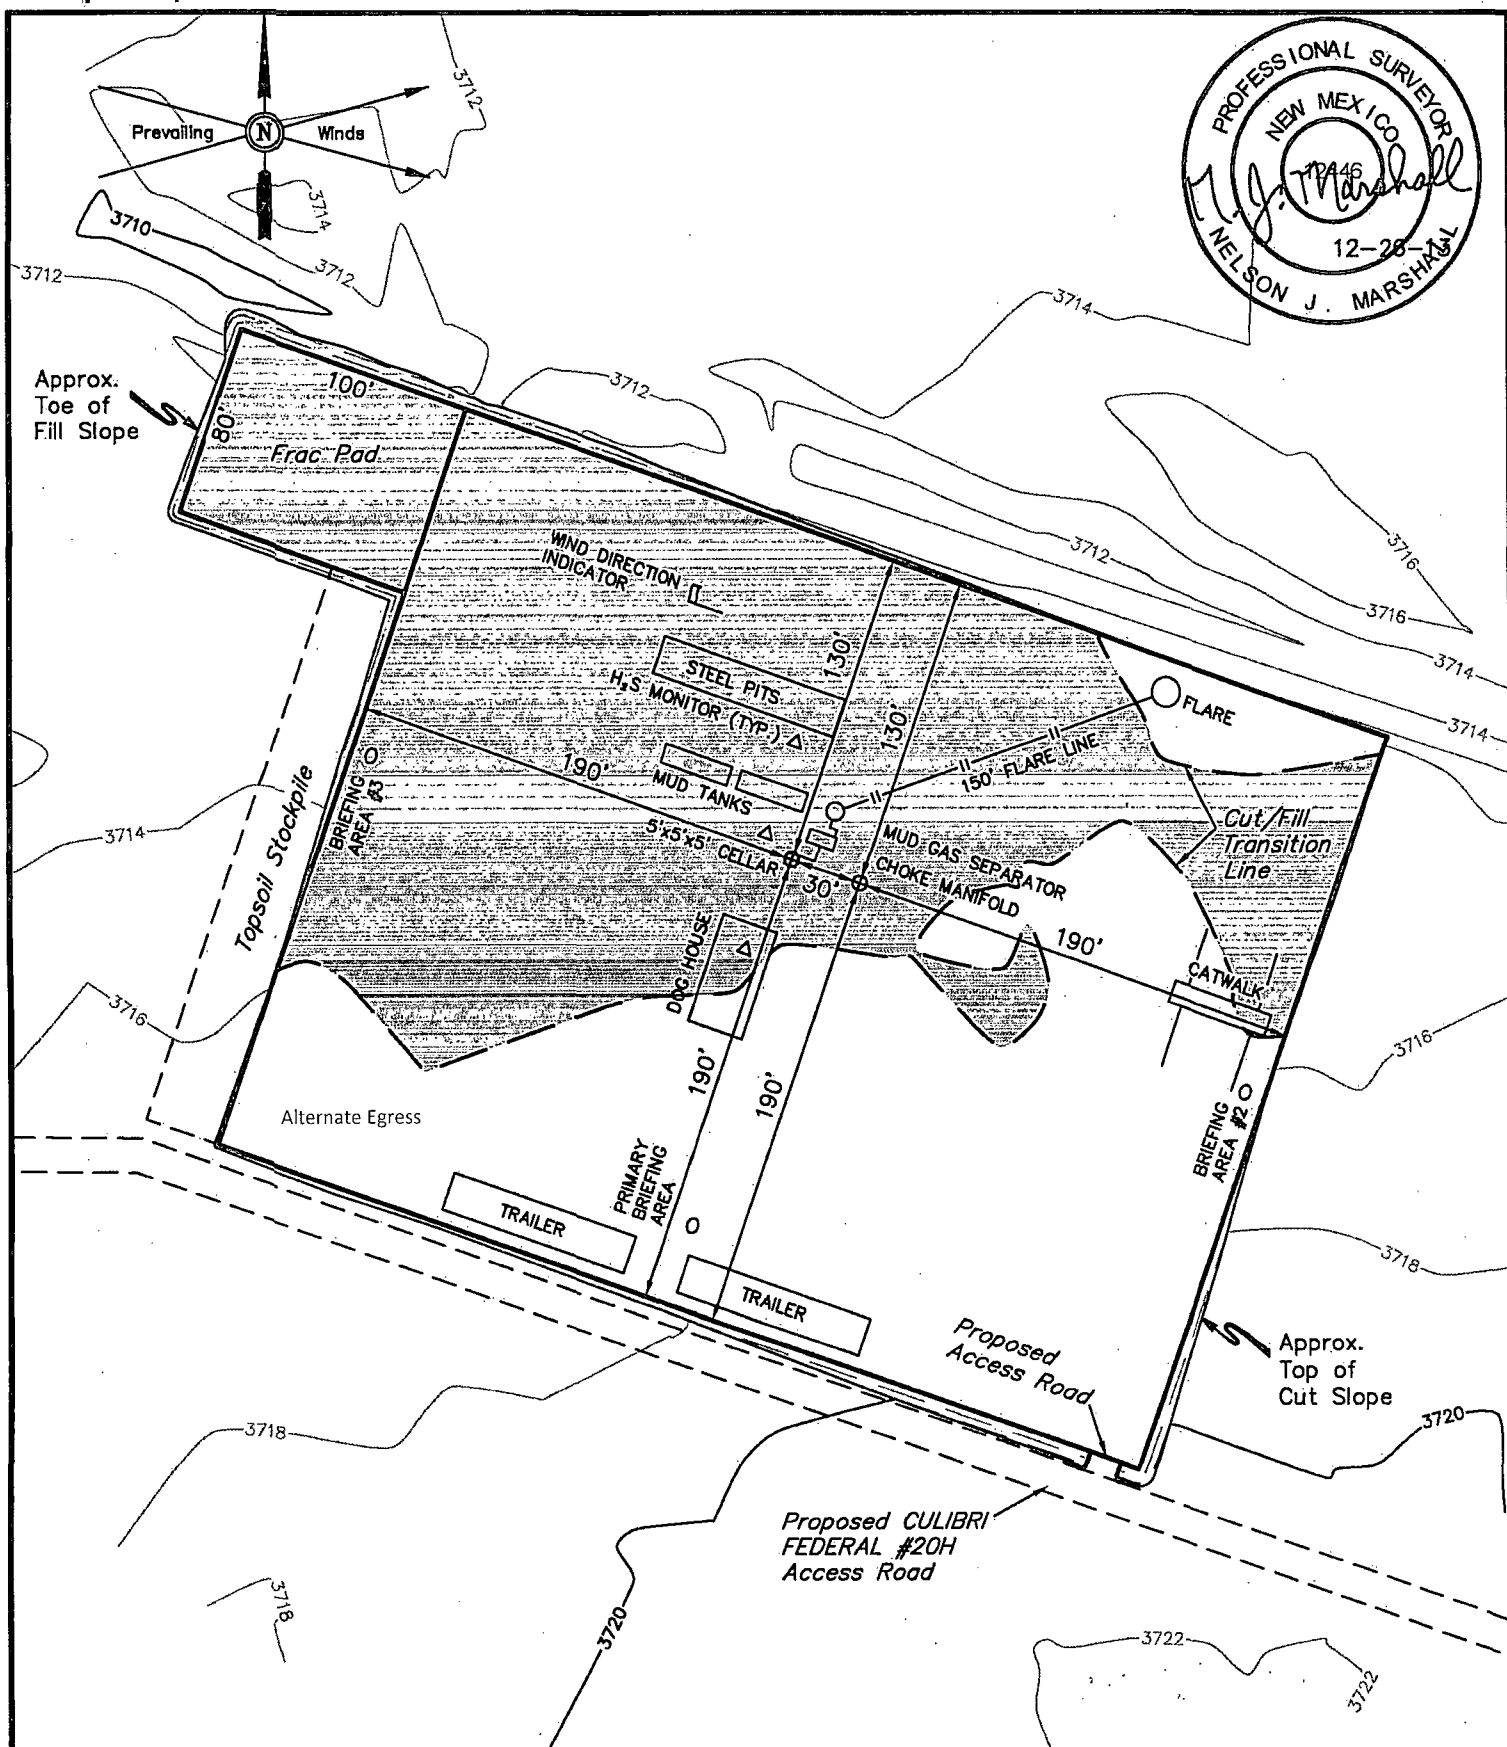 PROFESSIONAL SURVEYOR
NEW MEXICO
N. J. Marshall
12446
12-26-13
NELSON J. MARSHALL
Prevailing
N
Winds
3712
3714
3710
3712
3712
3714
Approx.
Toe of
Fill Slope
100'
80'
Frac Pad
3712
3712
3716
3716
3714
3714
WIND DIRECTION
INDICATOR
STEEL PITS
H₂S MONITOR (TYP.)
130'
130'
FLARE
150' FLARE LINE
190'
MUD TANKS
5'x5'x5' CELLAR
MUD GAS SEPARATOR
CHOKE MANIFOLD
30'
190'
Cut/Fill
Transition
Line
Topsoil Stockpile
BRIEFING
AREA #3
3714
DOG HOUSE
CATWALK
3716
3716
190'
190'
Alternate Egress
PRIMARY
BRIEFING
AREA
BRIEFING
AREA #2
TRAILER
TRAILER
3718
Proposed
Access Road
Approx.
Top of
Cut Slope
3718
3720
Proposed CULIBRI
FEDERAL #20H
Access Road
3718
3720
3722
3722